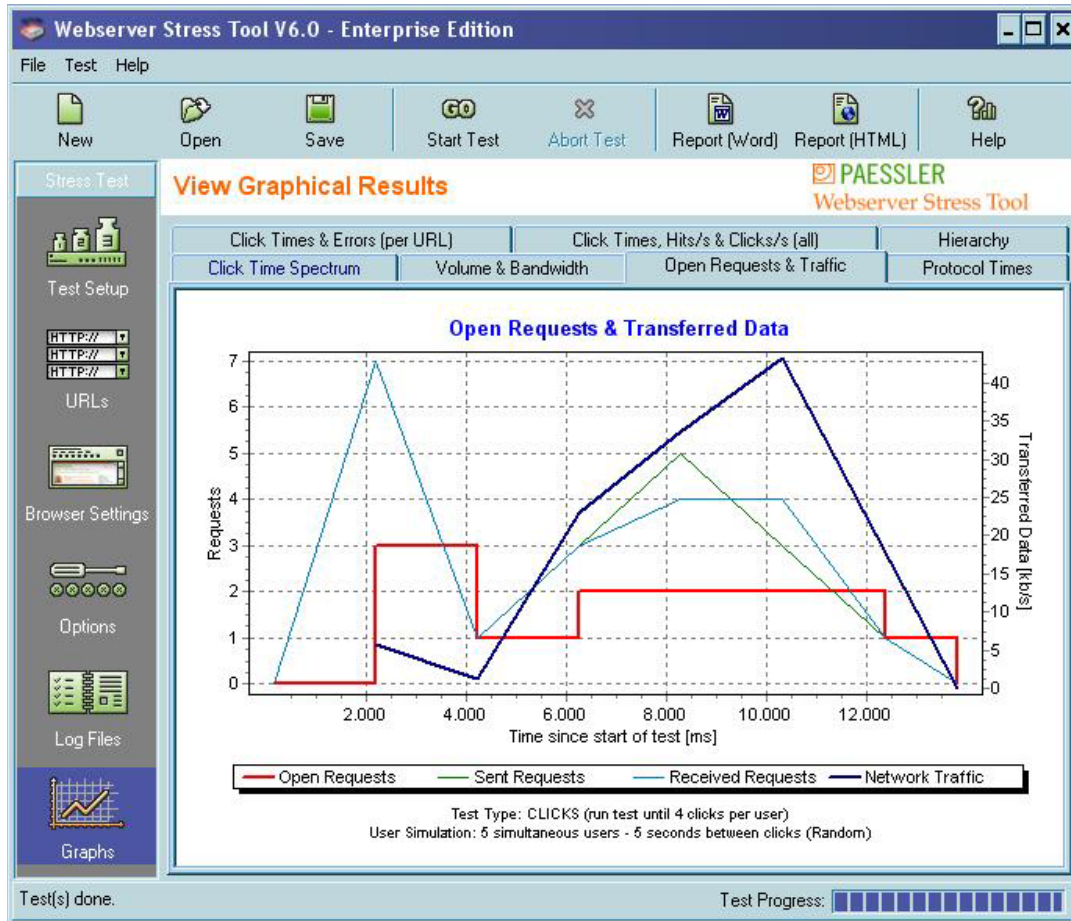 Webserver Stress Tool V6.0 - Enterprise Edition
File Test Help
New Open Save Start Test Abort Test Report (Word) Report (HTML) Help
GO
Stress Test
Test Setup
HTTP://
HTTP://
HTTP://
URLs
Browser Settings
Options
Log Files
Graphs
View Graphical Results
PAESSLER
Webserver Stress Tool
Click Times & Errors (per URL) Click Times, Hits/s & Clicks/s (all) Hierarchy
Click Time Spectrum Volume & Bandwidth Open Requests & Traffic Protocol Times
Open Requests & Transferred Data
Requests
7
6
5
4
3
2
1
0
40
35
30
25
20
15
10
5
0
Transferred Data [kb/s]
2.000 4.000 6.000 8.000 10.000 12.000
Time since start of test [ms]
Open Requests Sent Requests Received Requests Network Traffic
Test Type: CLICKS (run test until 4 clicks per user)
User Simulation: 5 simultaneous users - 5 seconds between clicks (Random)
Test(s) done. Test Progress: